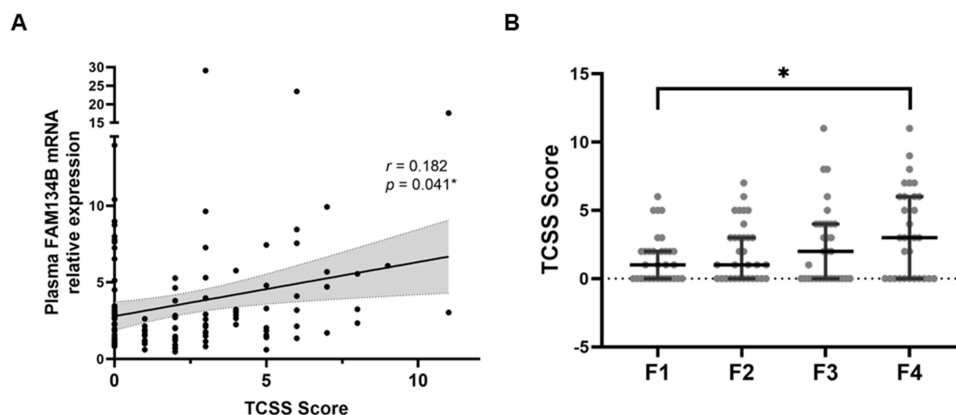 A
Plasma FAM134B mRNA
relative expression
30
25
20
15
10
5
0
r = 0.182
p = 0.041*
0
5
10
TCSS Score
B
TCSS Score
15
10
5
0
-5
*
F1
F2
F3
F4